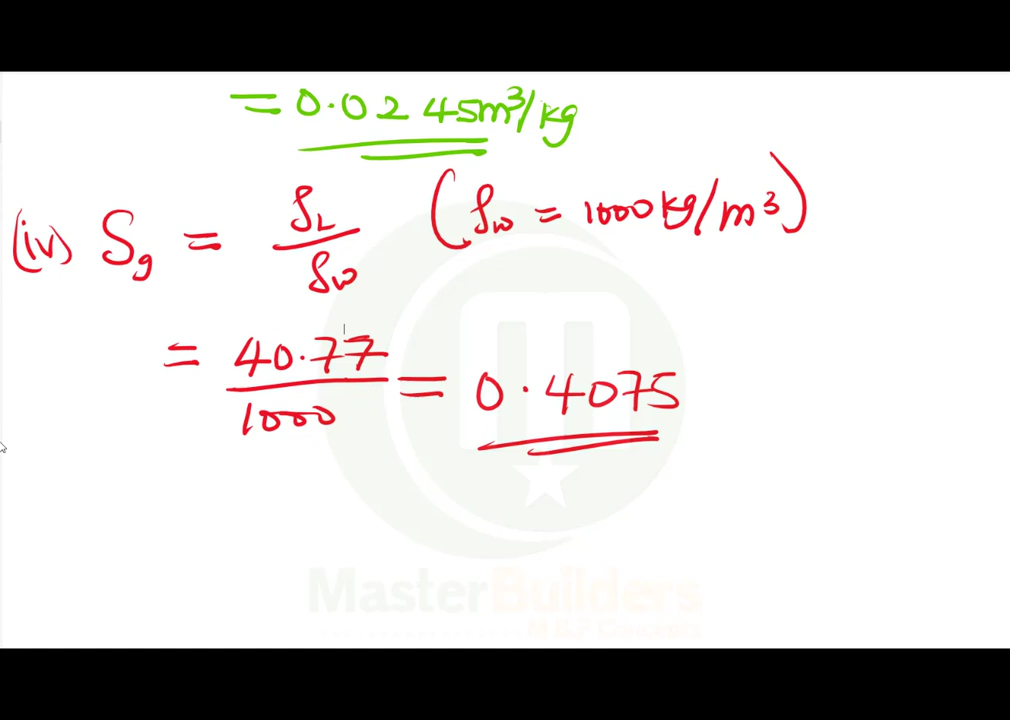 = 0.0245m³/kg
(iv) Sg = ρL/ρw (ρw = 1000kg/m³)
= 40.77/1000 = 0.4075
MasterBuilders